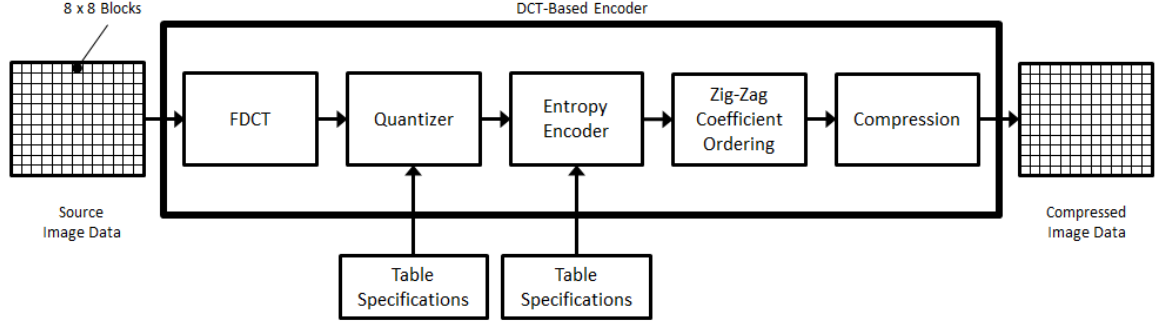 8 x 8 Blocks
DCT-Based Encoder
FDCT
Quantizer
Entropy
Encoder
Zig-Zag
Coefficient
Ordering
Compression
Source
Image Data
Compressed
Image Data
Table
Specifications
Table
Specifications